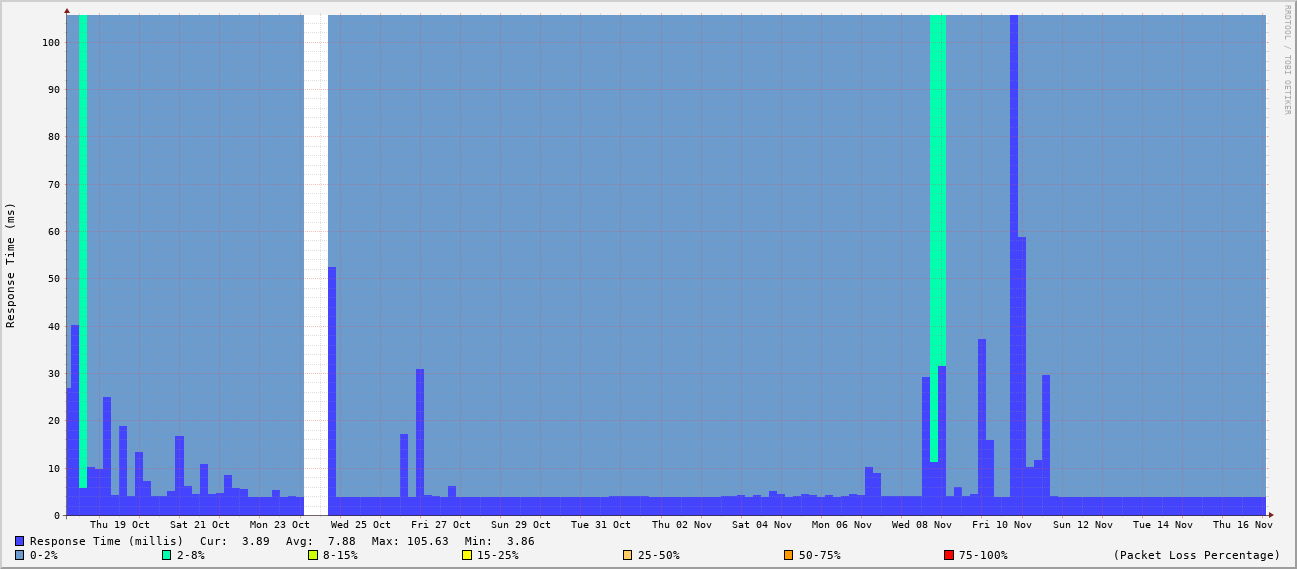 RRDTOOL / TOBI OETIKER
Response Time (ms)
100
90
80
70
60
50
40
30
20
10
0
Thu 19 Oct Sat 21 Oct Mon 23 Oct Wed 25 Oct Fri 27 Oct Sun 29 Oct Tue 31 Oct Thu 02 Nov Sat 04 Nov Mon 06 Nov Wed 08 Nov Fri 10 Nov Sun 12 Nov Tue 14 Nov Thu 16 Nov
Response Time (millis) Cur: 3.89 Avg: 7.88 Max: 105.63 Min: 3.86
0-2% 2-8% 8-15% 15-25% 25-50% 50-75% 75-100% (Packet Loss Percentage)